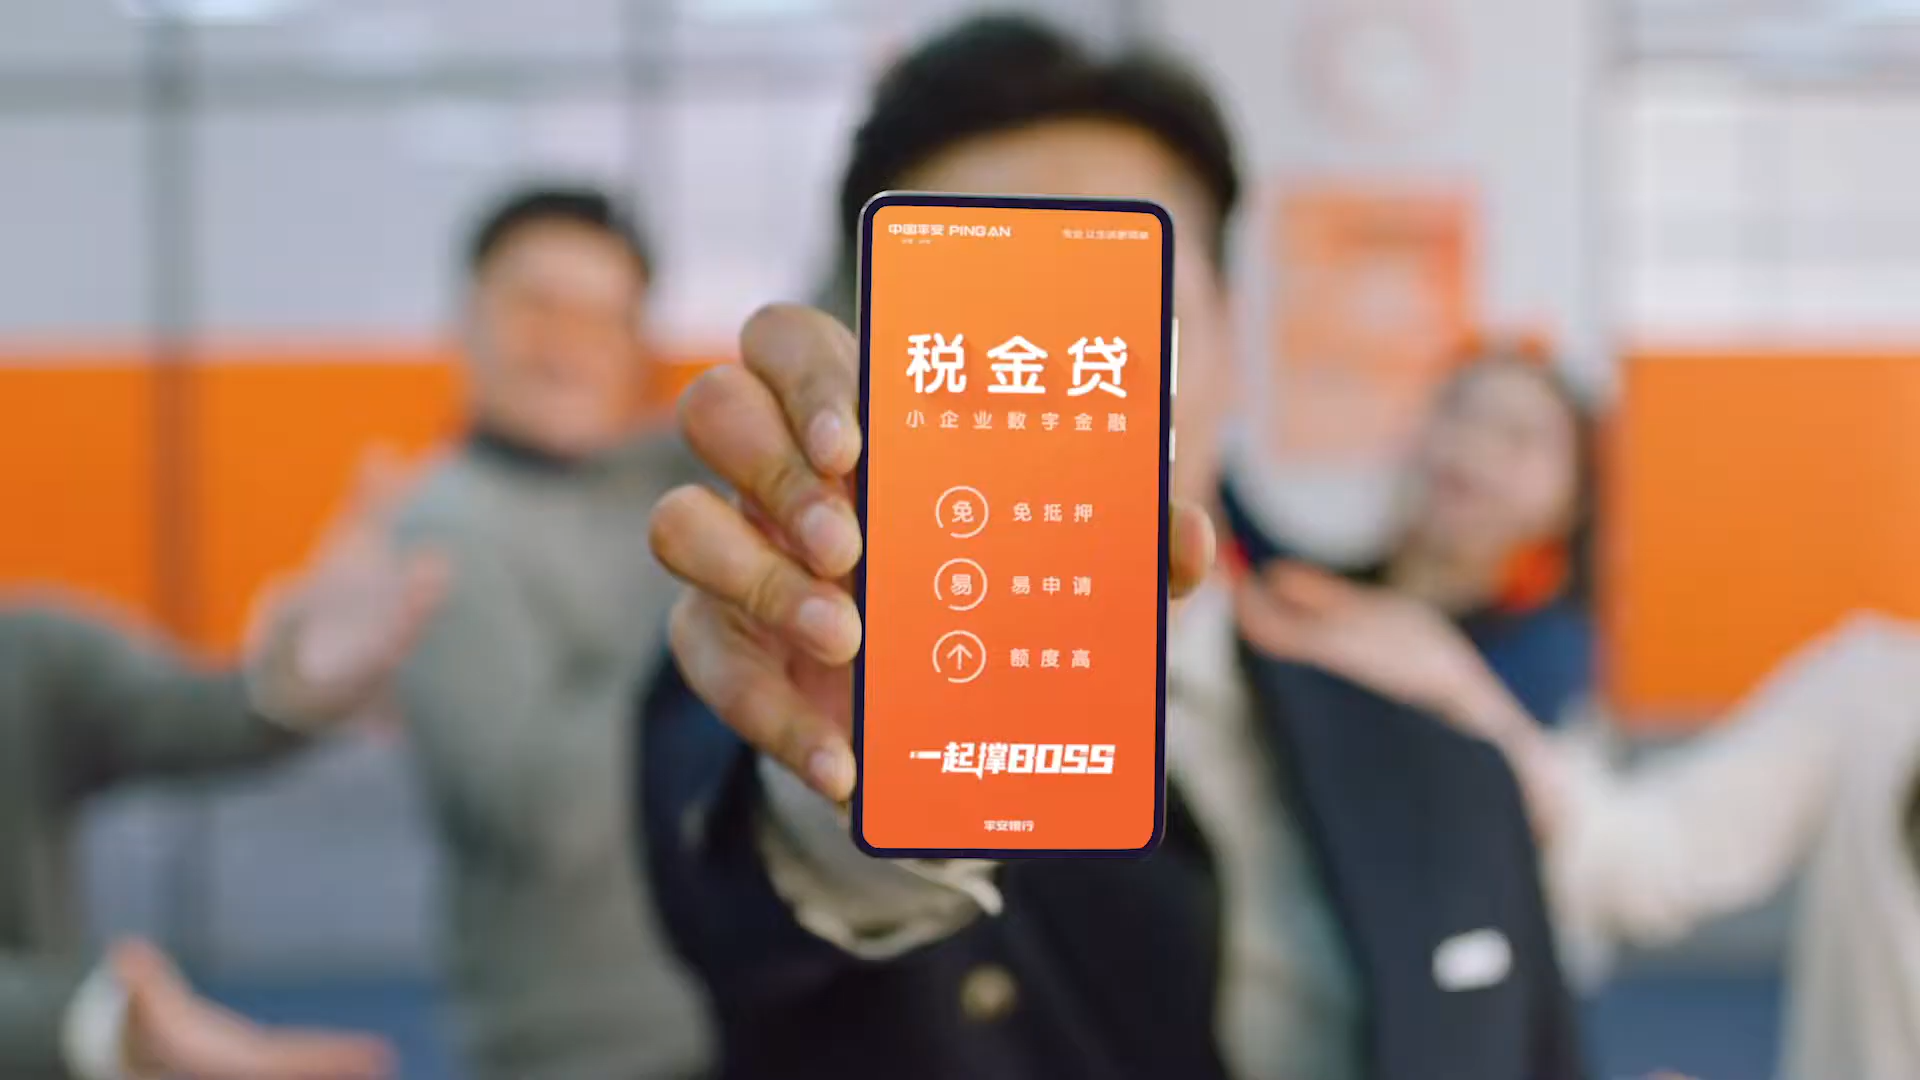 中国平安 PING AN
税金贷
小企业数字金融
免 免抵押
易 易申请
额度高
一起撑BOSS
平安银行